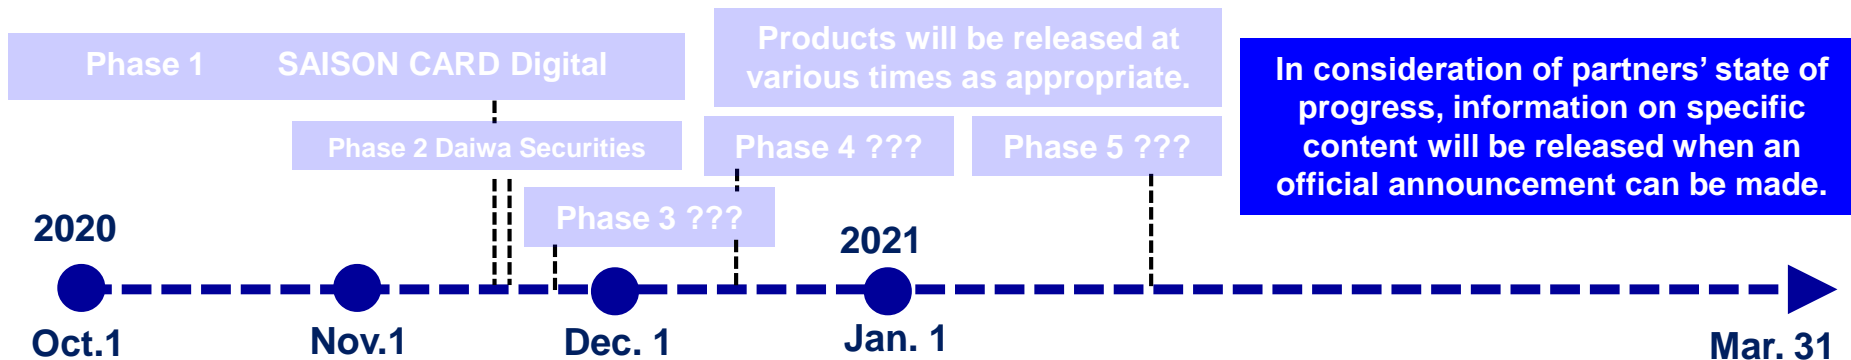 Phase 1 SAISON CARD Digital
Products will be released at
various times as appropriate.
In consideration of partners’ state of
progress, information on specific
content will be released when an
official announcement can be made.
Phase 2 Daiwa Securities
Phase 4 ???
Phase 5 ???
Phase 3 ???
2020
2021
Oct.1
Nov.1
Dec. 1
Jan. 1
Mar. 31